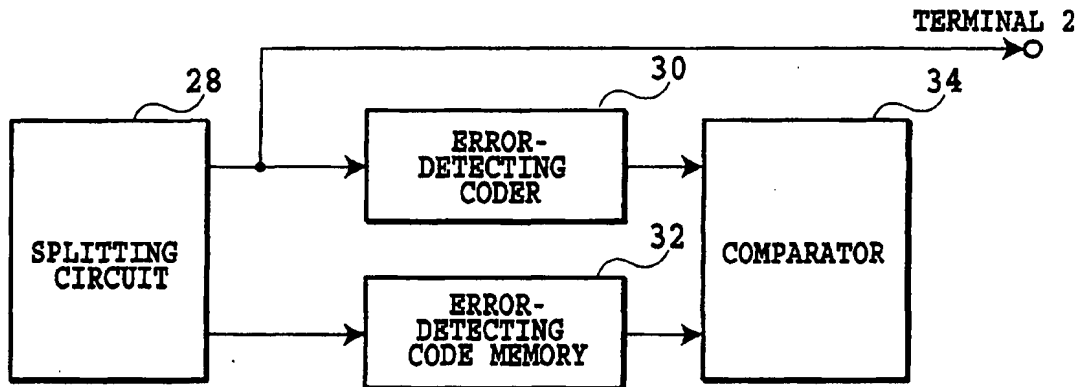 TERMINAL 2
28
30
34
ERROR-
DETECTING
CODER
SPLITTING
CIRCUIT
COMPARATOR
32
ERROR-
DETECTING
CODE MEMORY